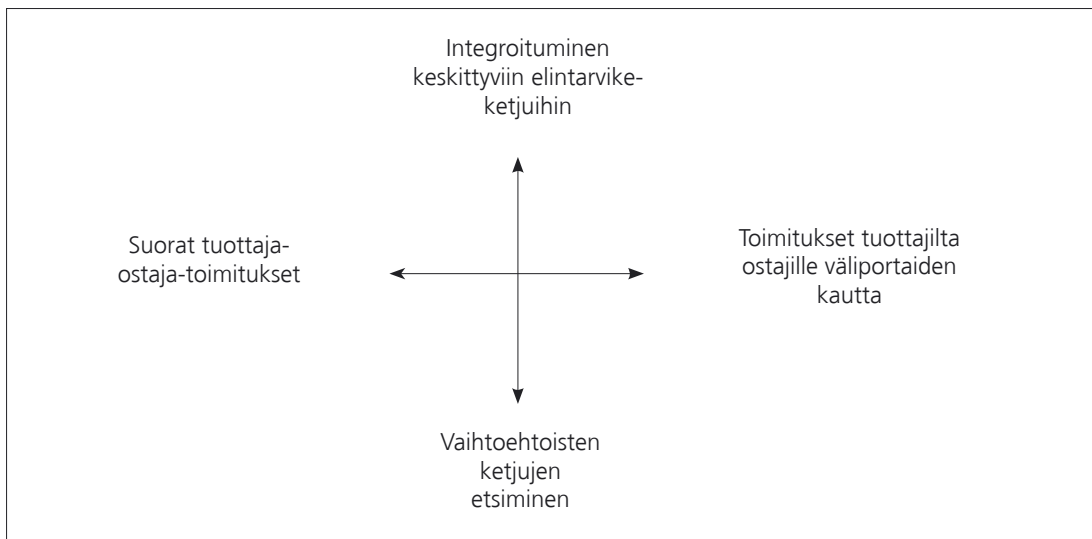 Integroituminen
keskittyviin elintarvike-
ketjuihin
Suorat tuottaja-
ostaja-toimitukset
Toimitukset tuottajilta
ostajille väliportaiden
kautta
Vaihtoehtoisten
ketjujen
etsiminen